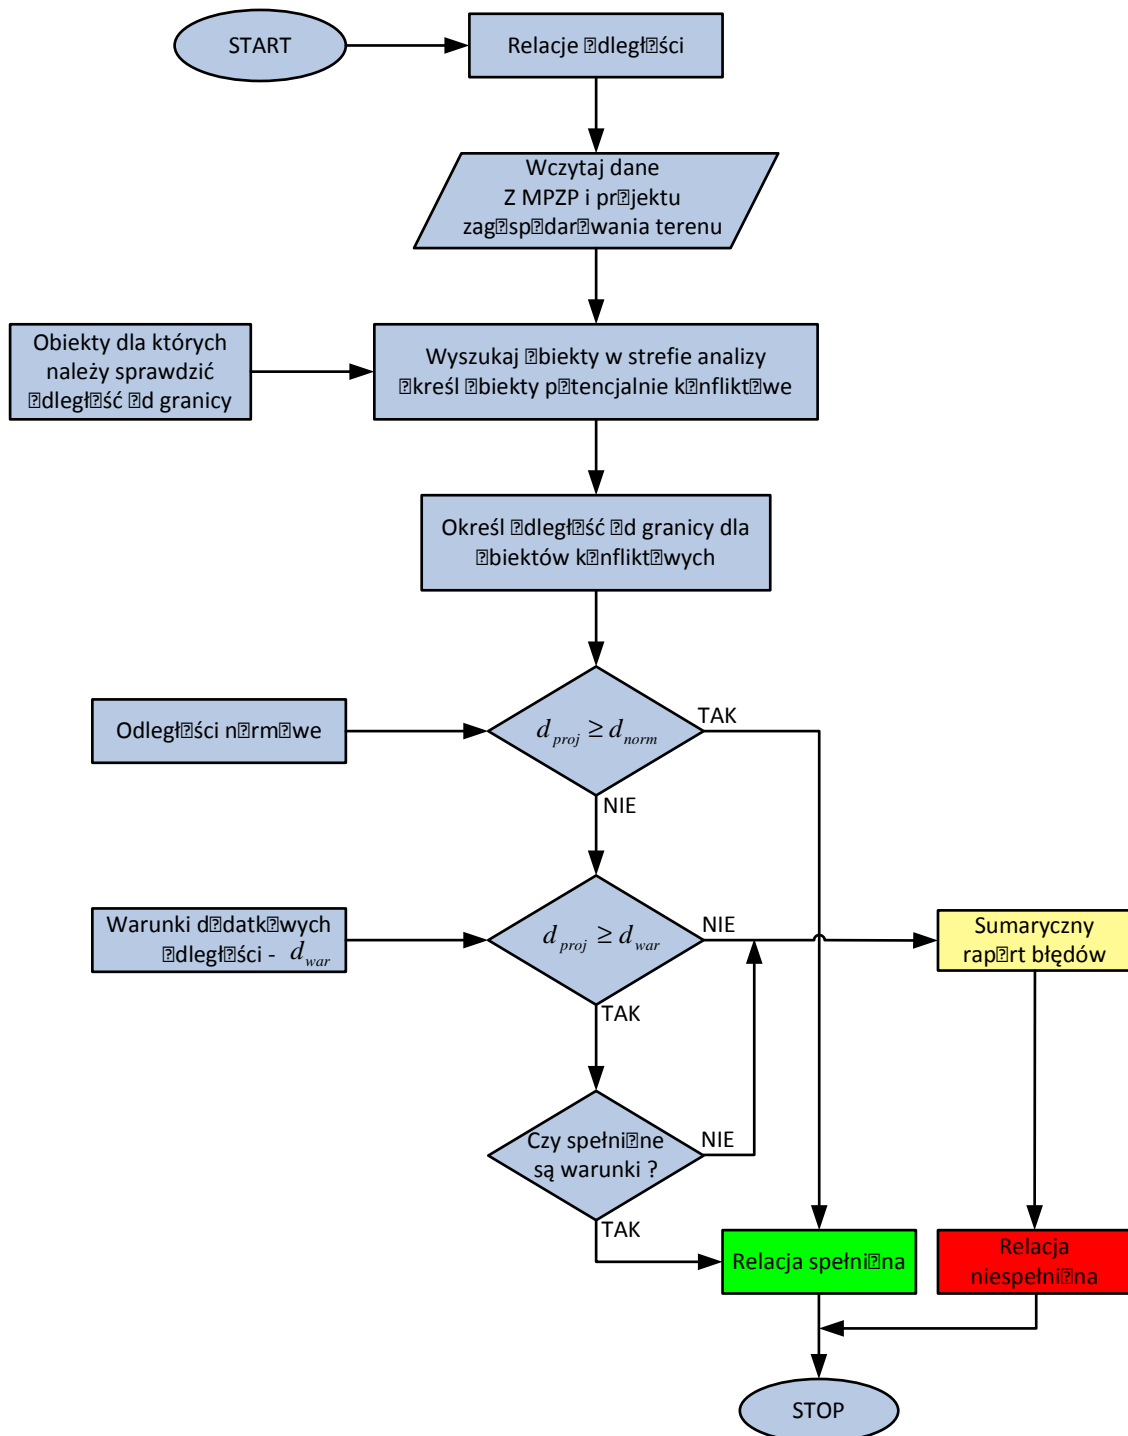 START
Relacje ⍰dległ⍰ści
Wczytaj dane
Z MPZP i pr⍰jektu
zag⍰sp⍰dar⍰wania terenu
Obiekty dla których
należy sprawdzić
⍰dległ⍰ść ⍰d granicy
Wyszukaj ⍰biekty w strefie analizy
⍰kreśl ⍰biekty p⍰tencjalnie k⍰nflikt⍰we
Określ ⍰dległ⍰ść ⍰d granicy dla
⍰biektów k⍰nflikt⍰wych
Odległ⍰ści n⍰rm⍰we
d_proj ≥ d_norm
TAK
NIE
Warunki d⍰datk⍰wych
⍰dległ⍰ści - d_war
d_proj ≥ d_war
NIE
TAK
Sumaryczny
rap⍰rt błędów
Czy spełni⍰ne
są warunki ?
NIE
TAK
Relacja spełni⍰na
Relacja
niespełni⍰na
STOP